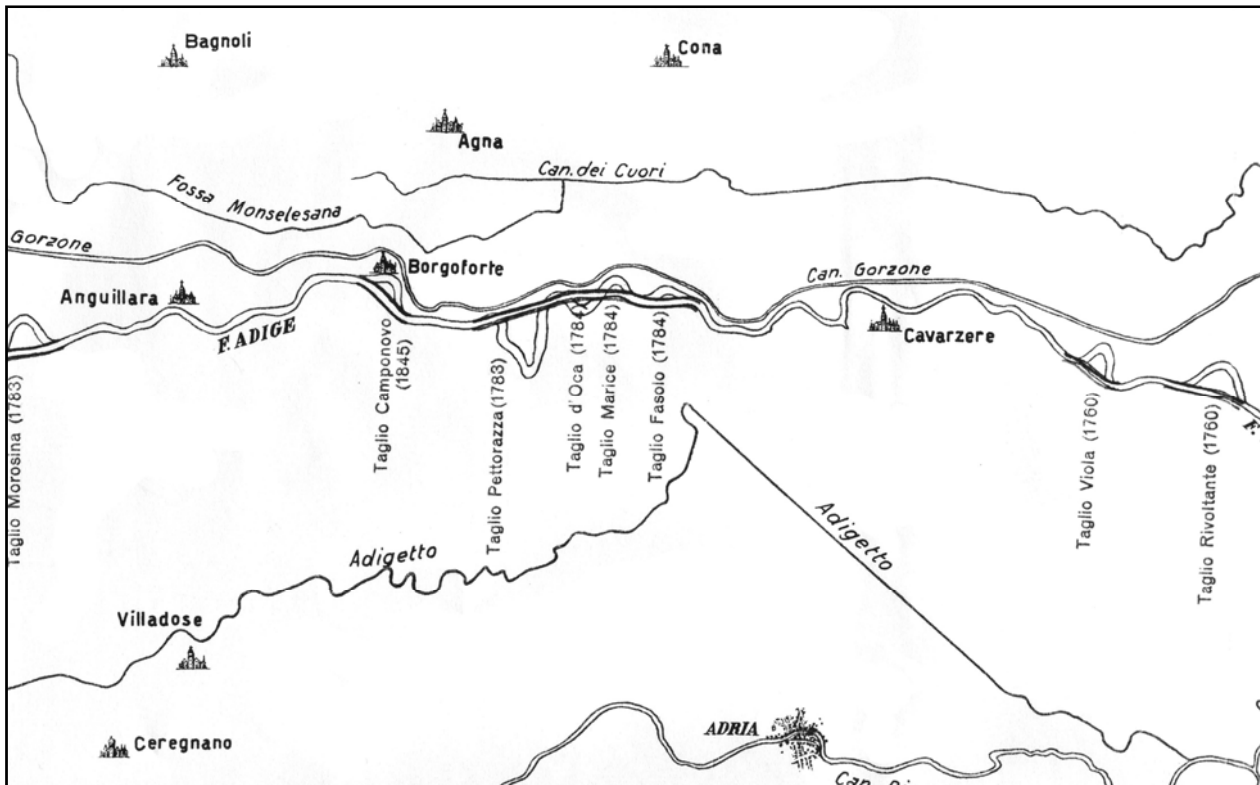 Bagnoli
Cona
Agna
Can. dei Cuori
Fossa Monselesana
Gorzone
Borgoforte
Can. Gorzone
Anguillara
F. ADIGE
Cavarzere
Taglio Morosina (1783)
Taglio Camponovo
(1845)
Taglio Pettorazza (1783)
Taglio d'Oca (1784)
Taglio Marice (1784)
Taglio Fasolo (1784)
Taglio Viola (1760)
Taglio Rivoltante (1760)
F.
Adigetto
Adigetto
Villadose
ADRIA
Ceregnano
Can.